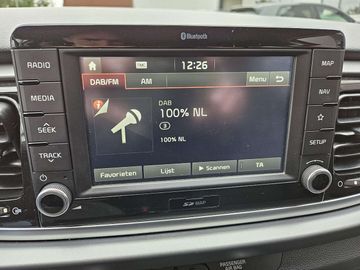 Bluetooth
RADIO
MEDIA
SEEK
TRACK
TMC
12:26
DAB/FM
AM
Menu
DAB
100% NL
100% NL
Favorieten
Lijst
Scannen
TA
MAP
NAV
SETUP
PASSENGER
AIR BAG